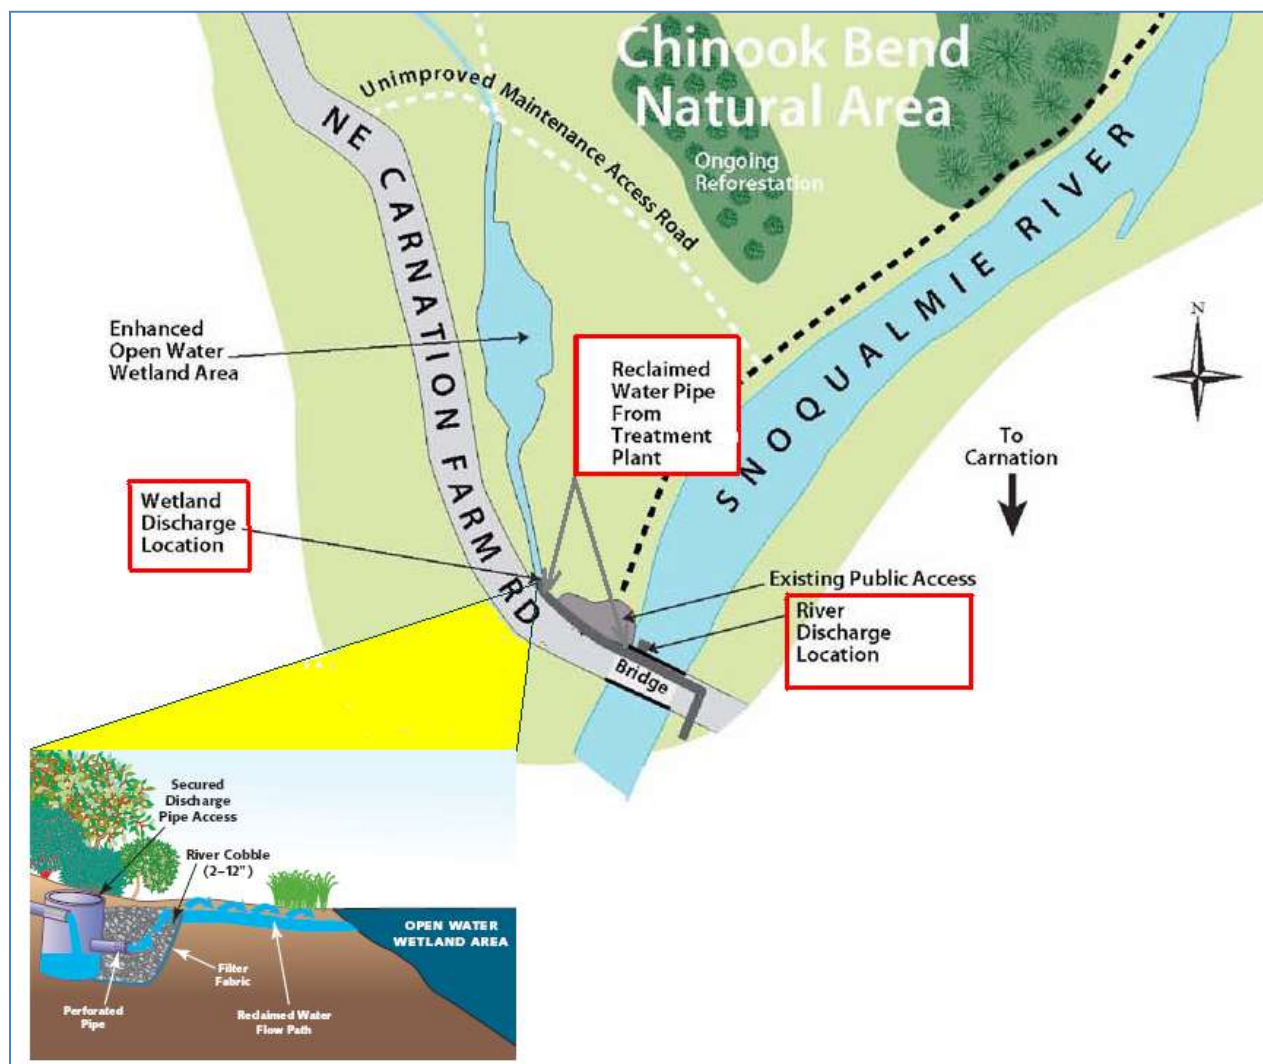 Chinook Bend
Natural Area
Ongoing
Reforestation
Unimproved Maintenance Access Road
NE CARNATION FARM RD
SNOQUALMIE RIVER
Enhanced
Open Water
Wetland Area
N
Reclaimed
Water Pipe
From
Treatment
Plant
To
Carnation
Wetland
Discharge
Location
Existing Public Access
River
Discharge
Location
Bridge
Secured
Discharge
Pipe Access
River Cobble
(2–12")
OPEN WATER
WETLAND AREA
Filter
Fabric
Perforated
Pipe
Reclaimed Water
Flow Path